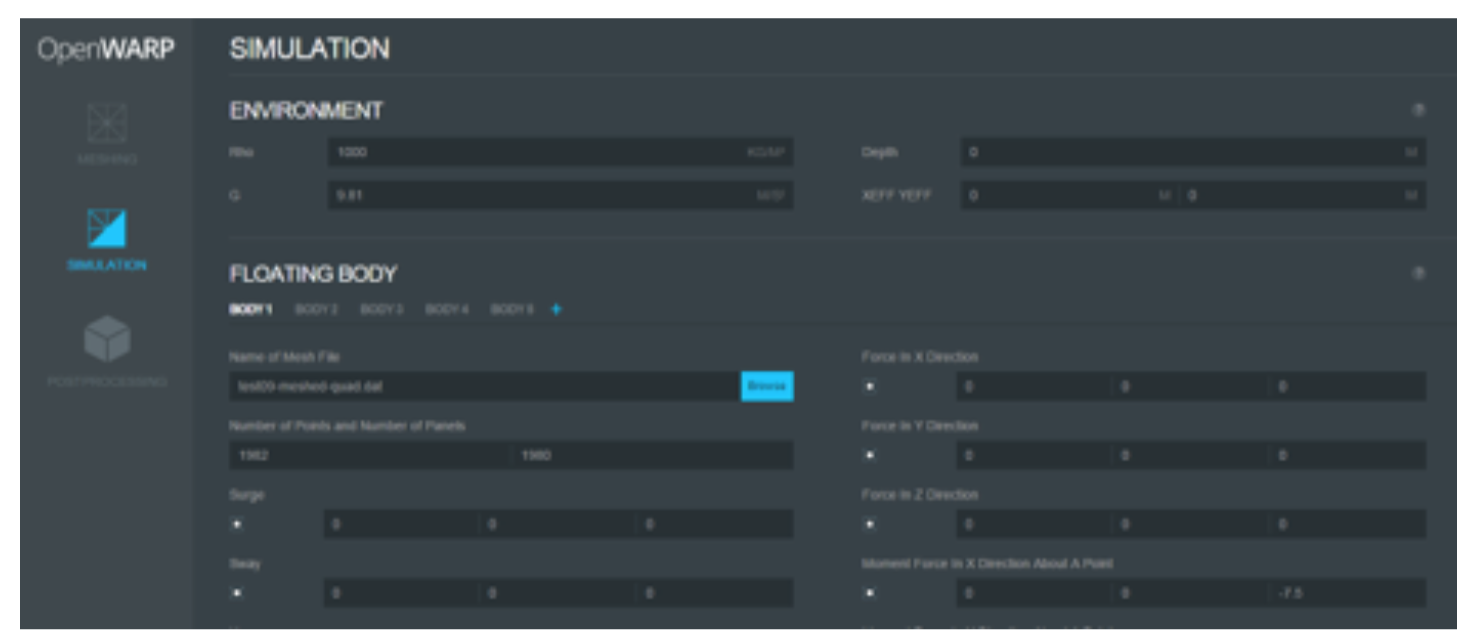 OpenWARP
SIMULATION
MESHING
SIMULATION
POSTPROCESSING
ENVIRONMENT
Rho 1000 KG/M³ Depth 0 M
G 9.81 M/S² XEFF YEFF 0 M 0 M
FLOATING BODY
BODY 1 BODY 2 BODY 3 BODY 4 BODY 5 +
Name of Mesh File Force In X Direction
test09-meshed-quad.dat Browse 0 0 0
Number of Points and Number of Panels Force In Y Direction
1982 1980 0 0 0
Surge Force In Z Direction
0 0 0 0 0 0
Sway Moment Force In X Direction About A Point
0 0 0 0 0 -7.5